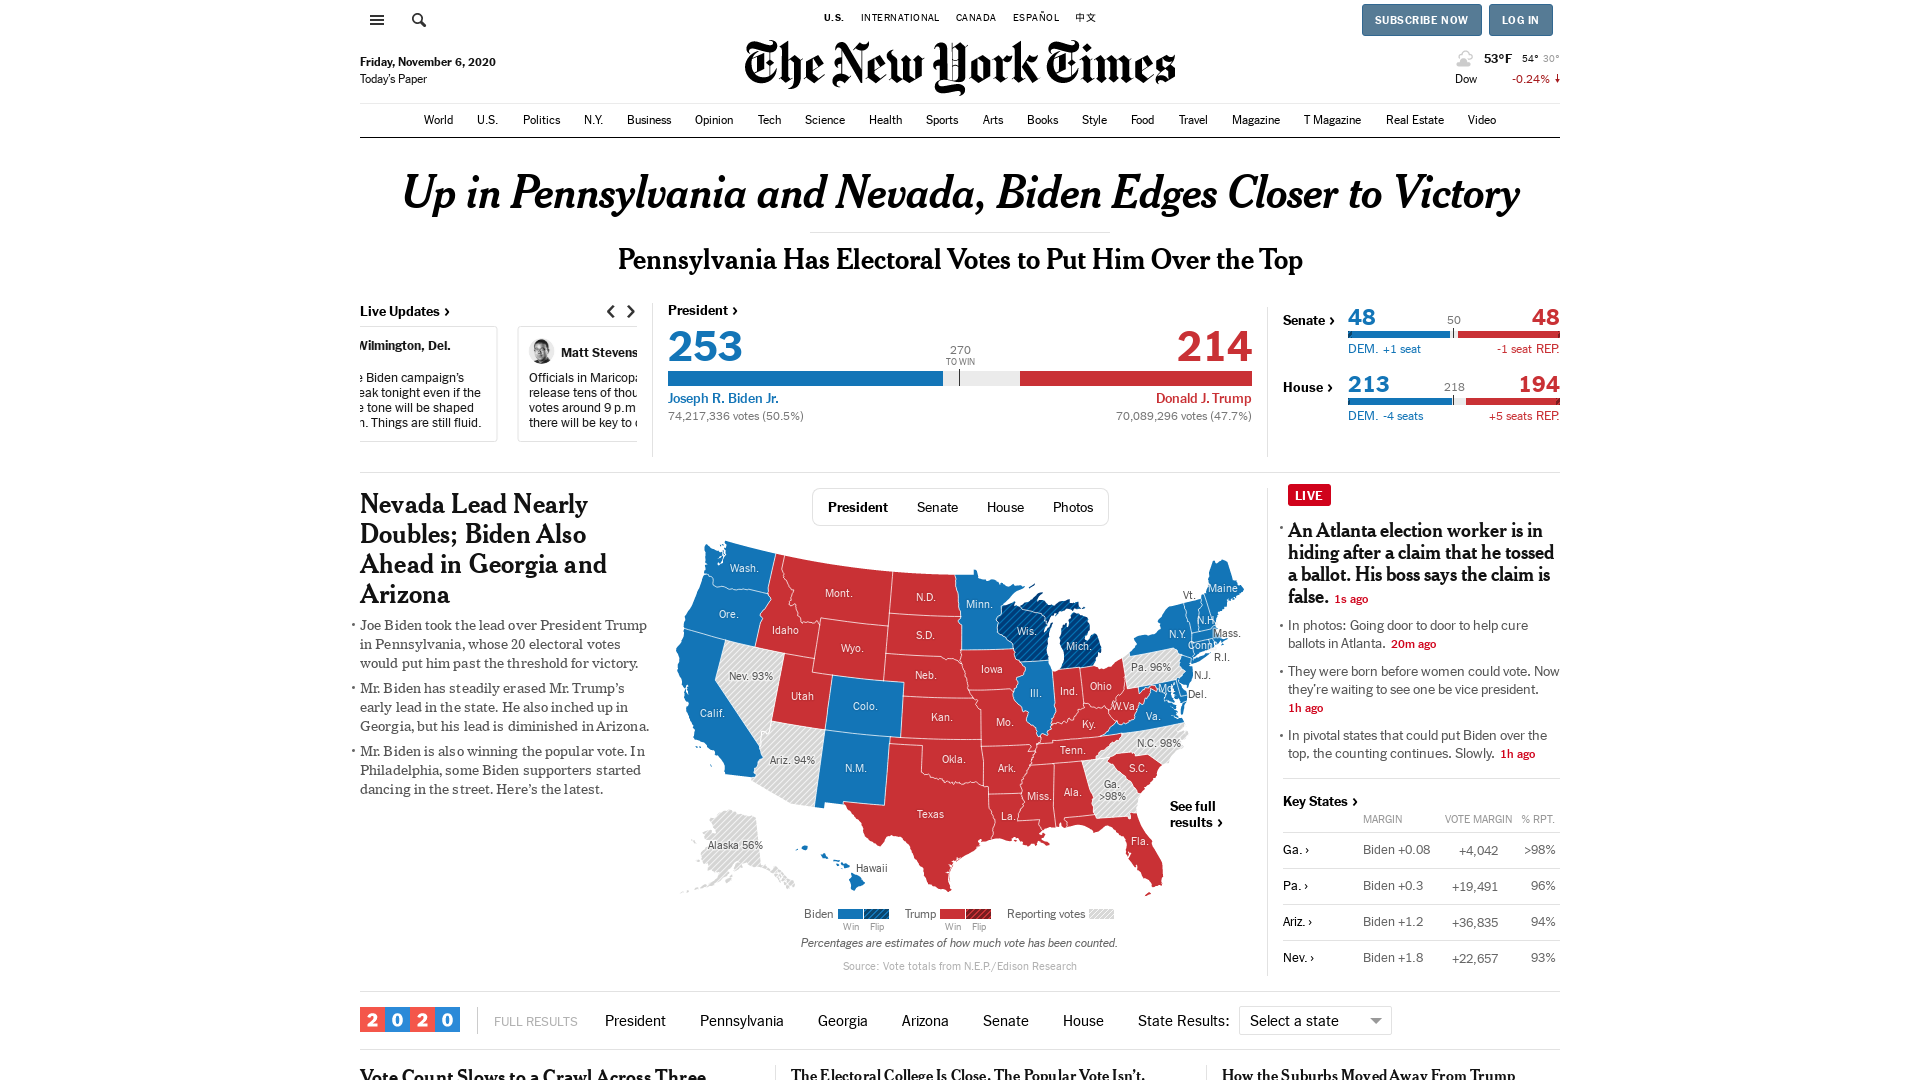 U.S. INTERNATIONAL CANADA ESPAÑOL 中文
SUBSCRIBE NOW LOG IN
Friday, November 6, 2020
Today's Paper
The New York Times
53°F 54° 30°
Dow -0.24%
World U.S. Politics N.Y. Business Opinion Tech Science Health Sports Arts Books Style Food Travel Magazine T Magazine Real Estate Video
Up in Pennsylvania and Nevada, Biden Edges Closer to Victory
Pennsylvania Has Electoral Votes to Put Him Over the Top
Live Updates ›
Wilmington, Del.
Biden campaign's
eak tonight even if the
tone will be shaped
n. Things are still fluid.
Matt Stevens
Officials in Maricopa
release tens of thou
votes around 9 p.m
there will be key to
President ›
253 214
270
TO WIN
Joseph R. Biden Jr. Donald J. Trump
74,217,336 votes (50.5%) 70,089,296 votes (47.7%)
Senate › 48 50 48
DEM. +1 seat -1 seat REP.
House › 213 218 194
DEM. -4 seats +5 seats REP.
Nevada Lead Nearly
Doubles; Biden Also
Ahead in Georgia and
Arizona
• Joe Biden took the lead over President Trump
in Pennsylvania, whose 20 electoral votes
would put him past the threshold for victory.
• Mr. Biden has steadily erased Mr. Trump's
early lead in the state. He also inched up in
Georgia, but his lead is diminished in Arizona.
• Mr. Biden is also winning the popular vote. In
Philadelphia, some Biden supporters started
dancing in the street. Here's the latest.
President Senate House Photos
Wash.
Ore.
Calif.
Nev. 93%
Idaho
Mont.
Wyo.
Utah
Ariz. 94%
Colo.
N.M.
N.D.
S.D.
Neb.
Kan.
Okla.
Texas
Minn.
Iowa
Mo.
Ark.
La.
Wis.
Ill.
Mich.
Ind.
Ohio
Ky.
Tenn.
Miss.
Ala.
Ga.
>98%
Fla.
S.C.
N.C. 98%
Va.
W.Va.
Md.
Del.
Pa. 96%
N.J.
N.Y.
Conn.
R.I.
Mass.
Vt.
N.H.
Maine
Alaska 56%
Hawaii
See full
results ›
Biden Trump Reporting votes
Win Flip Win Flip
Percentages are estimates of how much vote has been counted.
Source: Vote totals from N.E.P./Edison Research
LIVE
• An Atlanta election worker is in
hiding after a claim that he tossed
a ballot. His boss says the claim is
false. 1s ago
• In photos: Going door to door to help cure
ballots in Atlanta. 20m ago
• They were born before women could vote. Now
they're waiting to see one be vice president.
1h ago
• In pivotal states that could put Biden over the
top, the counting continues. Slowly. 1h ago
Key States ›
MARGIN VOTE MARGIN % RPT.
Ga. › Biden +0.08 +4,042 >98%
Pa. › Biden +0.3 +19,491 96%
Ariz. › Biden +1.2 +36,835 94%
Nev. › Biden +1.8 +22,657 93%
2020 FULL RESULTS President Pennsylvania Georgia Arizona Senate House State Results: Select a state
Vote Count Slows to a Crawl Across Three
The Electoral College Is Close. The Popular Vote Isn't.
How the Suburbs Moved Away From Trump